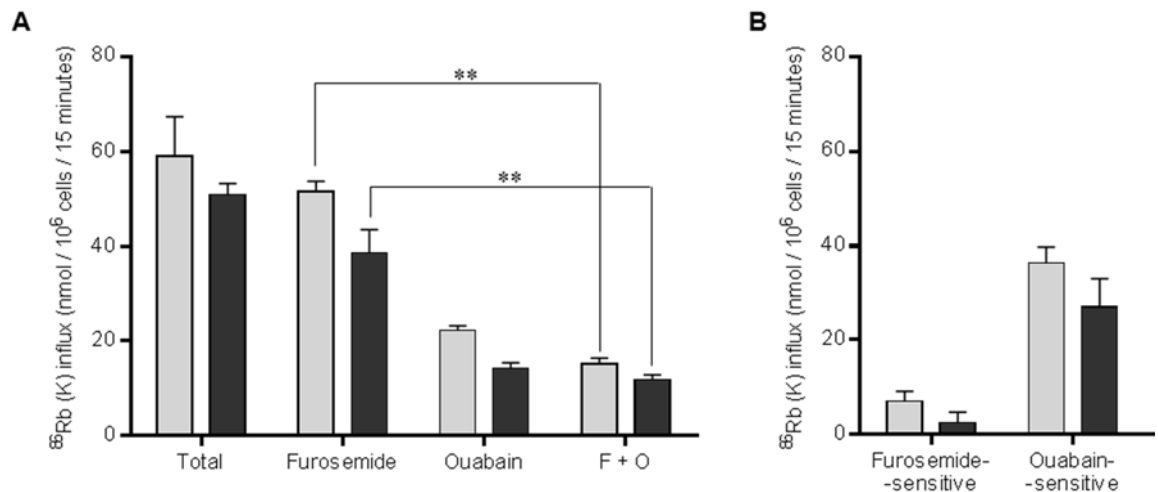 A
⁸⁶Rb (K) influx (nmol / 10⁶ cells / 15 minutes)
80
60
40
20
0
**
**
Total
Furosemide
Ouabain
F + O
B
⁸⁶Rb (K) influx (nmol / 10⁶ cells / 15 minutes)
80
60
40
20
0
Furosemide-
-sensitive
Ouabain-
-sensitive